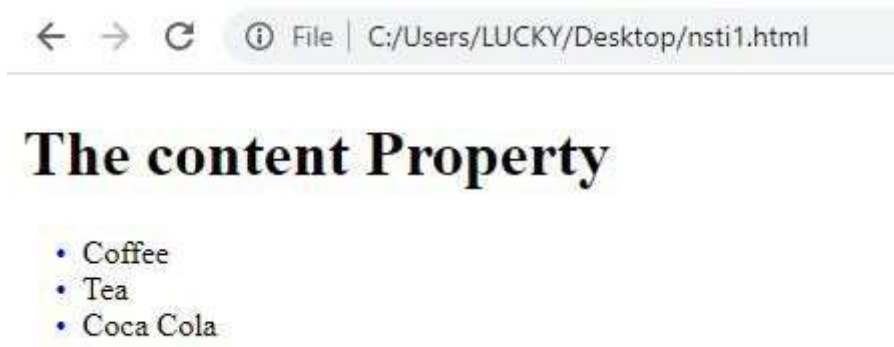 File | C:/Users/LUCKY/Desktop/nsti1.html
The content Property
• Coffee
• Tea
• Coca Cola